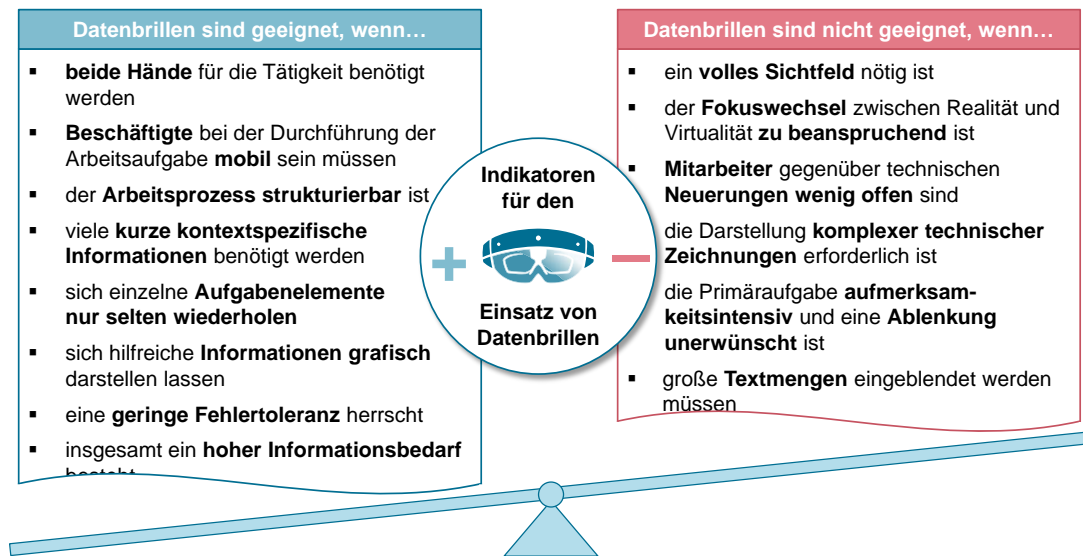 Datenbrillen sind geeignet, wenn…
▪ beide Hände für die Tätigkeit benötigt
werden
▪ Beschäftigte bei der Durchführung der
Arbeitsaufgabe mobil sein müssen
▪ der Arbeitsprozess strukturierbar ist
▪ viele kurze kontextspezifische
Informationen benötigt werden
▪ sich einzelne Aufgabenelemente
nur selten wiederholen
▪ sich hilfreiche Informationen grafisch
darstellen lassen
▪ eine geringe Fehlertoleranz herrscht
▪ insgesamt ein hoher Informationsbedarf
besteht
Indikatoren
für den
Einsatz von
Datenbrillen
Datenbrillen sind nicht geeignet, wenn…
▪ ein volles Sichtfeld nötig ist
▪ der Fokuswechsel zwischen Realität und
Virtualität zu beanspruchend ist
▪ Mitarbeiter gegenüber technischen
Neuerungen wenig offen sind
die Darstellung komplexer technischer
Zeichnungen erforderlich ist
die Primäraufgabe aufmerksam-
keitsintensiv und eine Ablenkung
unerwünscht ist
▪ große Textmengen eingeblendet werden
müssen